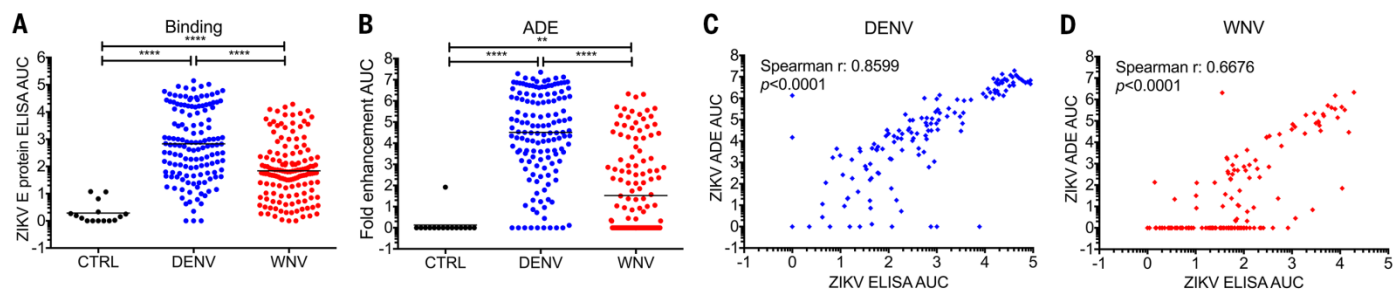 A
Binding
****
****
****
ZIKV E protein ELISA AUC
6
5
4
3
2
1
0
-1
CTRL
DENV
WNV
B
ADE
**
****
****
Fold enhancement AUC
8
7
6
5
4
3
2
1
0
-1
CTRL
DENV
WNV
C
DENV
Spearman r: 0.8599
p<0.0001
ZIKV ADE AUC
8
7
6
5
4
3
2
1
0
-1
-1 0 1 2 3 4 5
ZIKV ELISA AUC
D
WNV
Spearman r: 0.6676
p<0.0001
ZIKV ADE AUC
8
7
6
5
4
3
2
1
0
-1
-1 0 1 2 3 4 5
ZIKV ELISA AUC